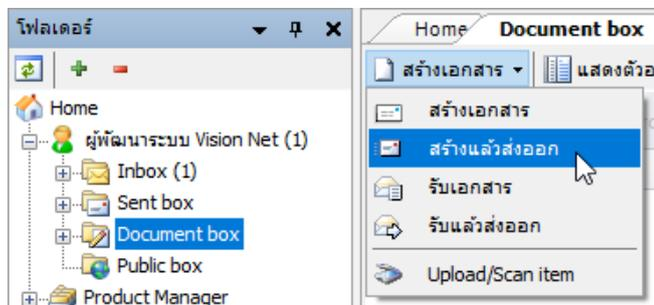 โฟลเดอร์
Home
ผู้พัฒนาระบบ Vision Net (1)
Inbox (1)
Sent box
Document box
Public box
Product Manager
Home Document box
สร้างเอกสาร แสดงตัวอ
สร้างเอกสาร
สร้างแล้วส่งออก
รับเอกสาร
รับแล้วส่งออก
Upload/Scan item